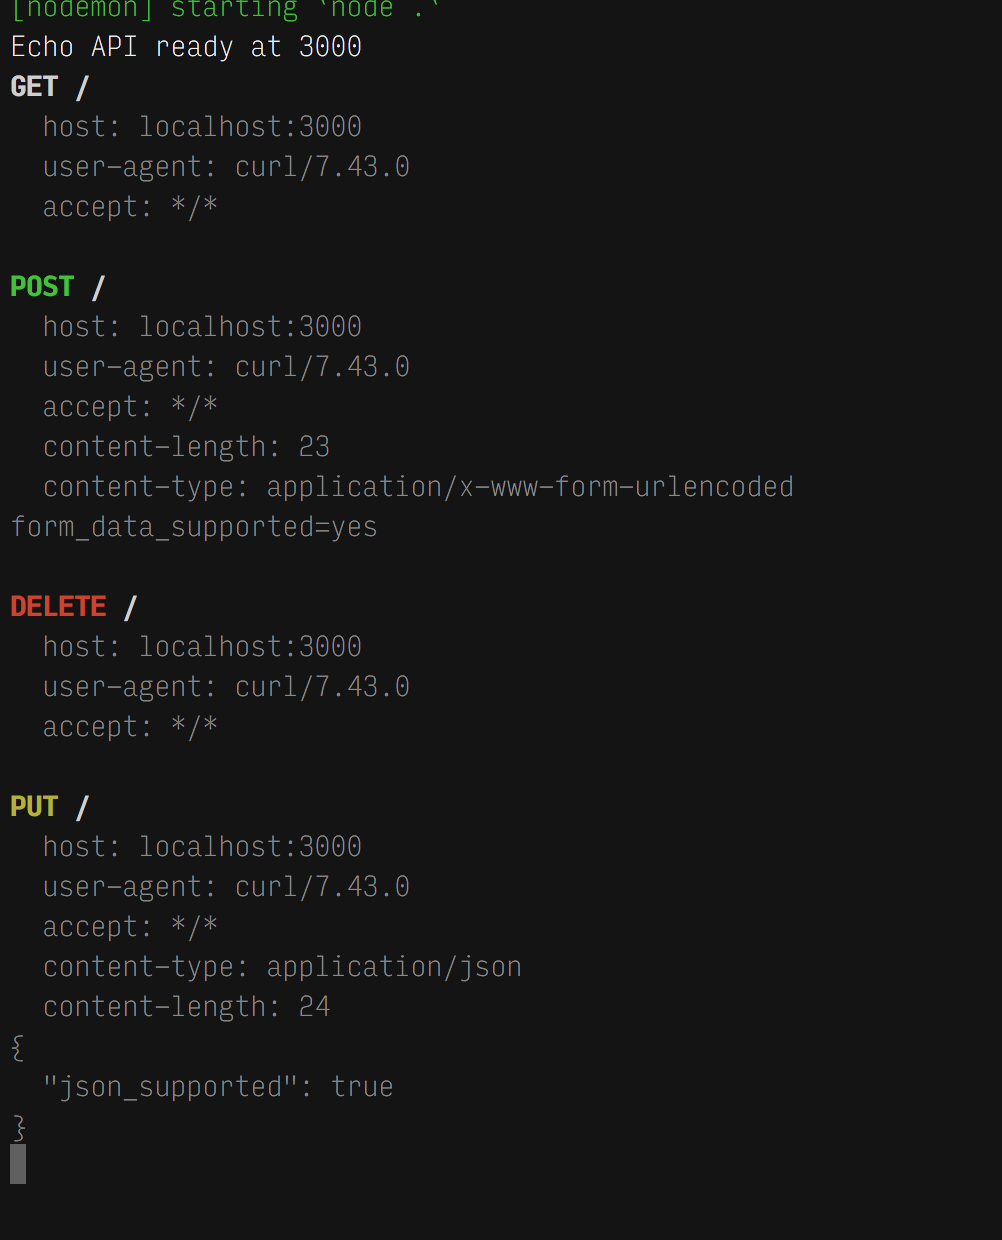 [nodemon] starting `node .`
Echo API ready at 3000
GET /
  host: localhost:3000
  user-agent: curl/7.43.0
  accept: */*

POST /
  host: localhost:3000
  user-agent: curl/7.43.0
  accept: */*
  content-length: 23
  content-type: application/x-www-form-urlencoded
form_data_supported=yes

DELETE /
  host: localhost:3000
  user-agent: curl/7.43.0
  accept: */*

PUT /
  host: localhost:3000
  user-agent: curl/7.43.0
  accept: */*
  content-type: application/json
  content-length: 24
{
  "json_supported": true
}